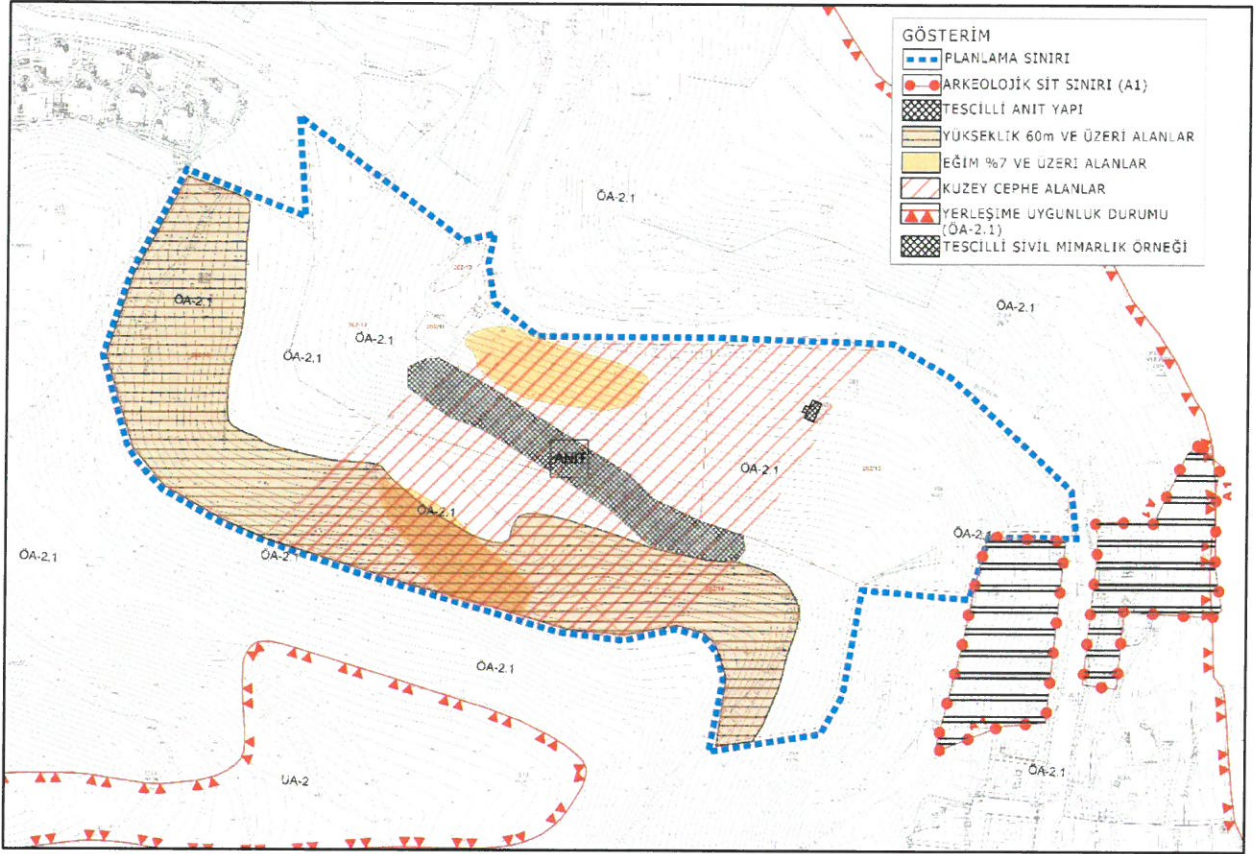 GÖSTERİM
PLANLAMA SINIRI
ARKEOLOJİK SİT SINIRI (A1)
TESCİLLİ ANIT YAPI
YÜKSEKLİK 60m VE ÜZERİ ALANLAR
EĞİM %7 VE ÜZERİ ALANLAR
KUZEY CEPHE ALANLAR
YERLEŞİME UYGUNLUK DURUMU
(ÖA-2.1)
TESCİLLİ SİVİL MİMARLIK ÖRNEĞİ
ÖA-2.1
ÖA-2.1
ÖA-2.1
ÖA-2.1
ÖA-2.1
ANIT
ÖA-2.1
A1
ÖA-2.1
ÖA-2.1
ÖA-2.1
ÖA-2.1
ÖA-2.1
UA-2
ÖA-2.1